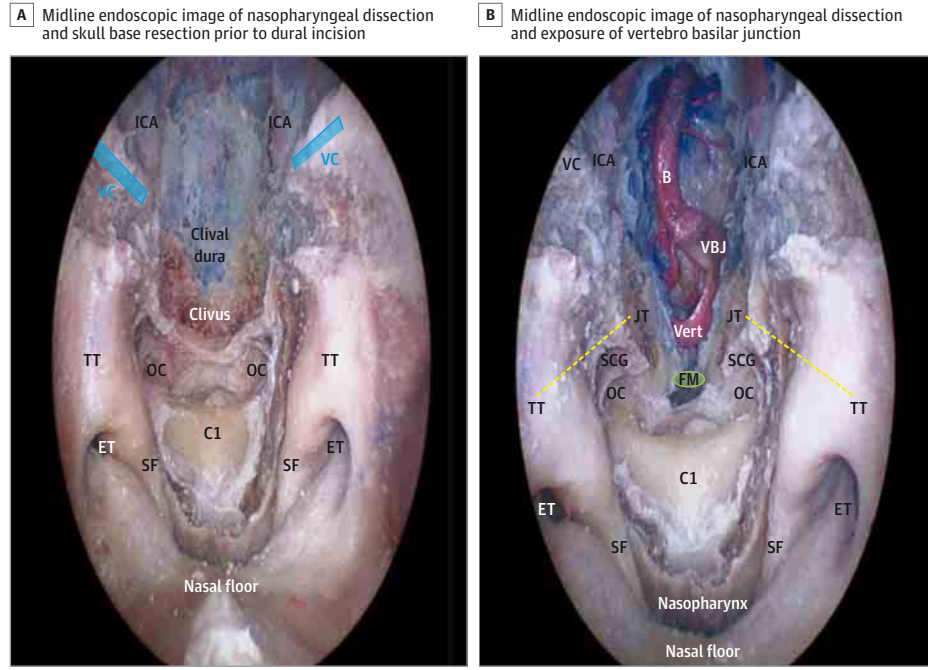 A Midline endoscopic image of nasopharyngeal dissection
and skull base resection prior to dural incision
ICA ICA
VC VC
Clival
dura
Clivus
TT OC OC TT
C1
ET ET
SF SF
Nasal floor
B Midline endoscopic image of nasopharyngeal dissection
and exposure of vertebro basilar junction
VC ICA ICA
B
VBJ
JT Vert JT
SCG SCG
FM
OC OC
TT TT
C1
ET ET
SF SF
Nasopharynx
Nasal floor